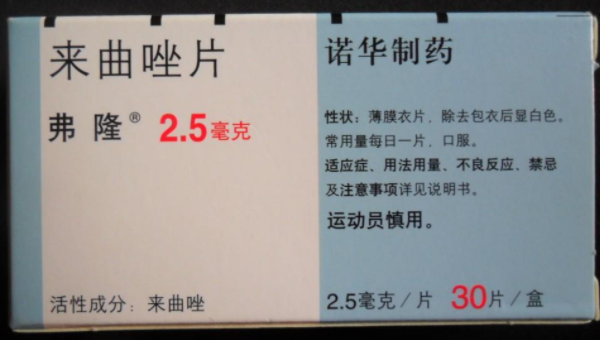 来曲唑片
弗隆® 2.5毫克
活性成分：来曲唑
诺华制药
性状：薄膜衣片，除去包衣后显白色。
常用量每日一片，口服。
适应症、用法用量、不良反应、禁忌
及注意事项详见说明书。
运动员慎用。
2.5毫克/片 30片/盒